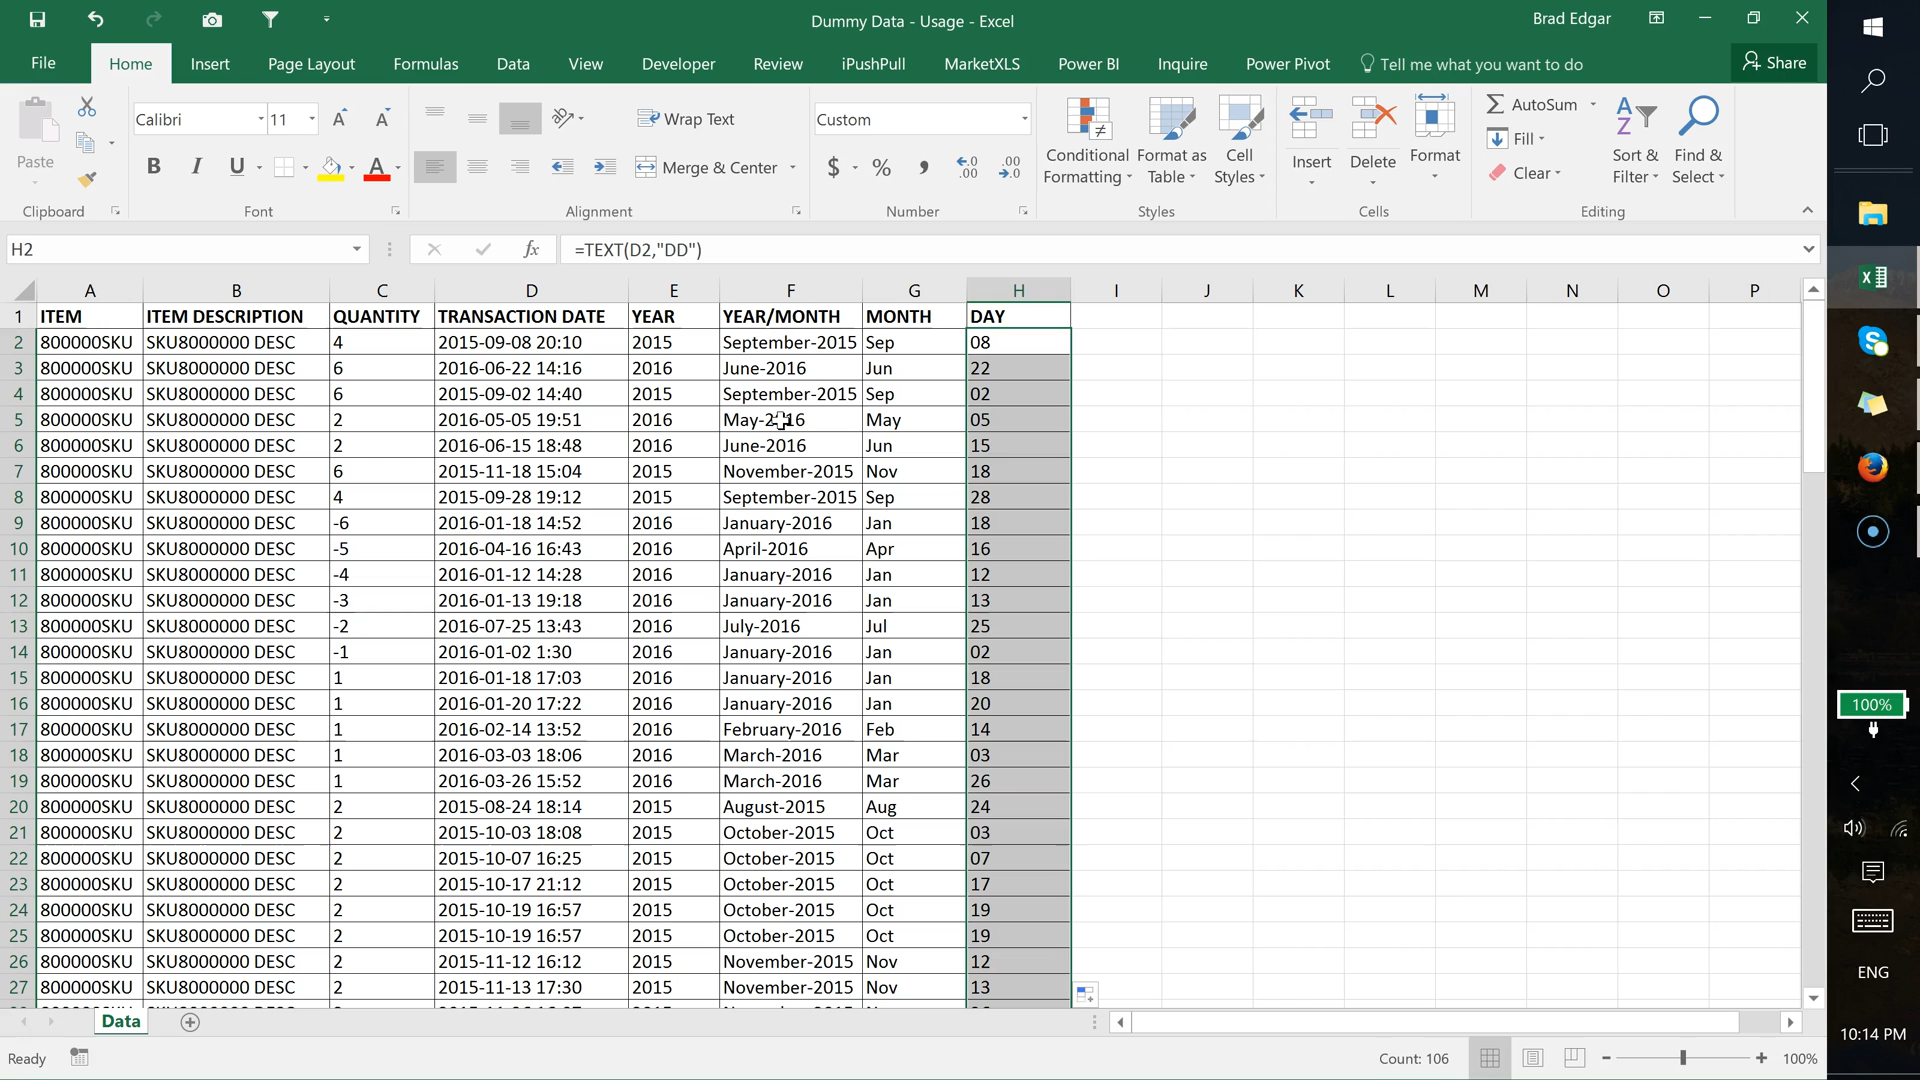 Dummy Data - Usage - Excel
Brad Edgar
File Home Insert Page Layout Formulas Data View Developer Review iPushPull MarketXLS Power BI Inquire Power Pivot Tell me what you want to do Share
Paste
Calibri 11
Wrap Text
Merge & Center
Custom
$ %
Conditional Formatting
Format as Table
Cell Styles
Insert Delete Format
AutoSum
Fill
Clear
Sort & Filter
Find & Select
Clipboard Font Alignment Number Styles Cells Editing
H2 fx =TEXT(D2,"DD")
A B C D E F G H I J K L M N O P
1 ITEM ITEM DESCRIPTION QUANTITY TRANSACTION DATE YEAR YEAR/MONTH MONTH DAY
2 800000SKU SKU8000000 DESC 4 2015-09-08 20:10 2015 September-2015 Sep 08
3 800000SKU SKU8000000 DESC 6 2016-06-22 14:16 2016 June-2016 Jun 22
4 800000SKU SKU8000000 DESC 6 2015-09-02 14:40 2015 September-2015 Sep 02
5 800000SKU SKU8000000 DESC 2 2016-05-05 19:51 2016 May-2016 May 05
6 800000SKU SKU8000000 DESC 2 2016-06-15 18:48 2016 June-2016 Jun 15
7 800000SKU SKU8000000 DESC 6 2015-11-18 15:04 2015 November-2015 Nov 18
8 800000SKU SKU8000000 DESC 4 2015-09-28 19:12 2015 September-2015 Sep 28
9 800000SKU SKU8000000 DESC -6 2016-01-18 14:52 2016 January-2016 Jan 18
10 800000SKU SKU8000000 DESC -5 2016-04-16 16:43 2016 April-2016 Apr 16
11 800000SKU SKU8000000 DESC -4 2016-01-12 14:28 2016 January-2016 Jan 12
12 800000SKU SKU8000000 DESC -3 2016-01-13 19:18 2016 January-2016 Jan 13
13 800000SKU SKU8000000 DESC -2 2016-07-25 13:43 2016 July-2016 Jul 25
14 800000SKU SKU8000000 DESC -1 2016-01-02 1:30 2016 January-2016 Jan 02
15 800000SKU SKU8000000 DESC 1 2016-01-18 17:03 2016 January-2016 Jan 18
16 800000SKU SKU8000000 DESC 1 2016-01-20 17:22 2016 January-2016 Jan 20
17 800000SKU SKU8000000 DESC 1 2016-02-14 13:52 2016 February-2016 Feb 14
18 800000SKU SKU8000000 DESC 1 2016-03-03 18:06 2016 March-2016 Mar 03
19 800000SKU SKU8000000 DESC 1 2016-03-26 15:52 2016 March-2016 Mar 26
20 800000SKU SKU8000000 DESC 2 2015-08-24 18:14 2015 August-2015 Aug 24
21 800000SKU SKU8000000 DESC 2 2015-10-03 18:08 2015 October-2015 Oct 03
22 800000SKU SKU8000000 DESC 2 2015-10-07 16:25 2015 October-2015 Oct 07
23 800000SKU SKU8000000 DESC 2 2015-10-17 21:12 2015 October-2015 Oct 17
24 800000SKU SKU8000000 DESC 2 2015-10-19 16:57 2015 October-2015 Oct 19
25 800000SKU SKU8000000 DESC 2 2015-10-19 16:57 2015 October-2015 Oct 19
26 800000SKU SKU8000000 DESC 2 2015-11-12 16:12 2015 November-2015 Nov 12
27 800000SKU SKU8000000 DESC 2 2015-11-13 17:30 2015 November-2015 Nov 13
Data
Ready Count: 106 100%
100%
ENG
10:14 PM